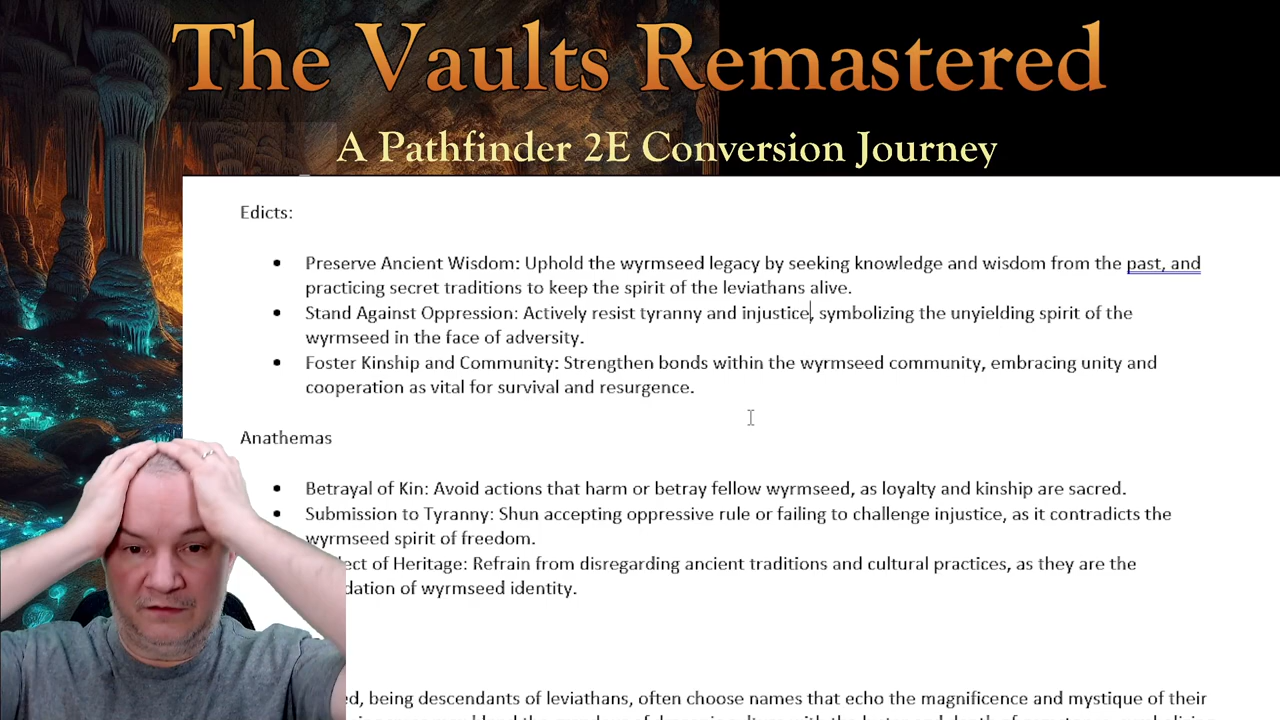 The Vaults Remastered
A Pathfinder 2E Conversion Journey
Edicts:
• Preserve Ancient Wisdom: Uphold the wyrmseed legacy by seeking knowledge and wisdom from the past, and
practicing secret traditions to keep the spirit of the leviathans alive.
• Stand Against Oppression: Actively resist tyranny and injustice, symbolizing the unyielding spirit of the
wyrmseed in the face of adversity.
• Foster Kinship and Community: Strengthen bonds within the wyrmseed community, embracing unity and
cooperation as vital for survival and resurgence.
Anathemas
• Betrayal of Kin: Avoid actions that harm or betray fellow wyrmseed, as loyalty and kinship are sacred.
• Submission to Tyranny: Shun accepting oppressive rule or failing to challenge injustice, as it contradicts the
wyrmseed spirit of freedom.
lect of Heritage: Refrain from disregarding ancient traditions and cultural practices, as they are the
dation of wyrmseed identity.
ed, being descendants of leviathans, often choose names that echo the magnificence and mystique of their